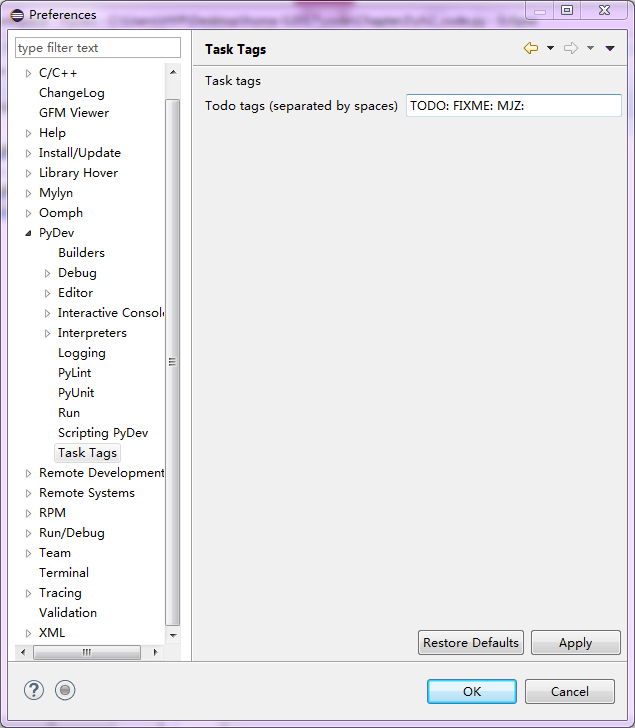 Preferences
type filter text
C/C++
ChangeLog
GFM Viewer
Help
Install/Update
Library Hover
Mylyn
Oomph
PyDev
Builders
Debug
Editor
Interactive Consol
Interpreters
Logging
PyLint
PyUnit
Run
Scripting PyDev
Task Tags
Remote Development
Remote Systems
RPM
Run/Debug
Team
Terminal
Tracing
Validation
XML
Task Tags
Task tags
Todo tags (separated by spaces) TODO: FIXME: MJZ:
Restore Defaults Apply
OK Cancel